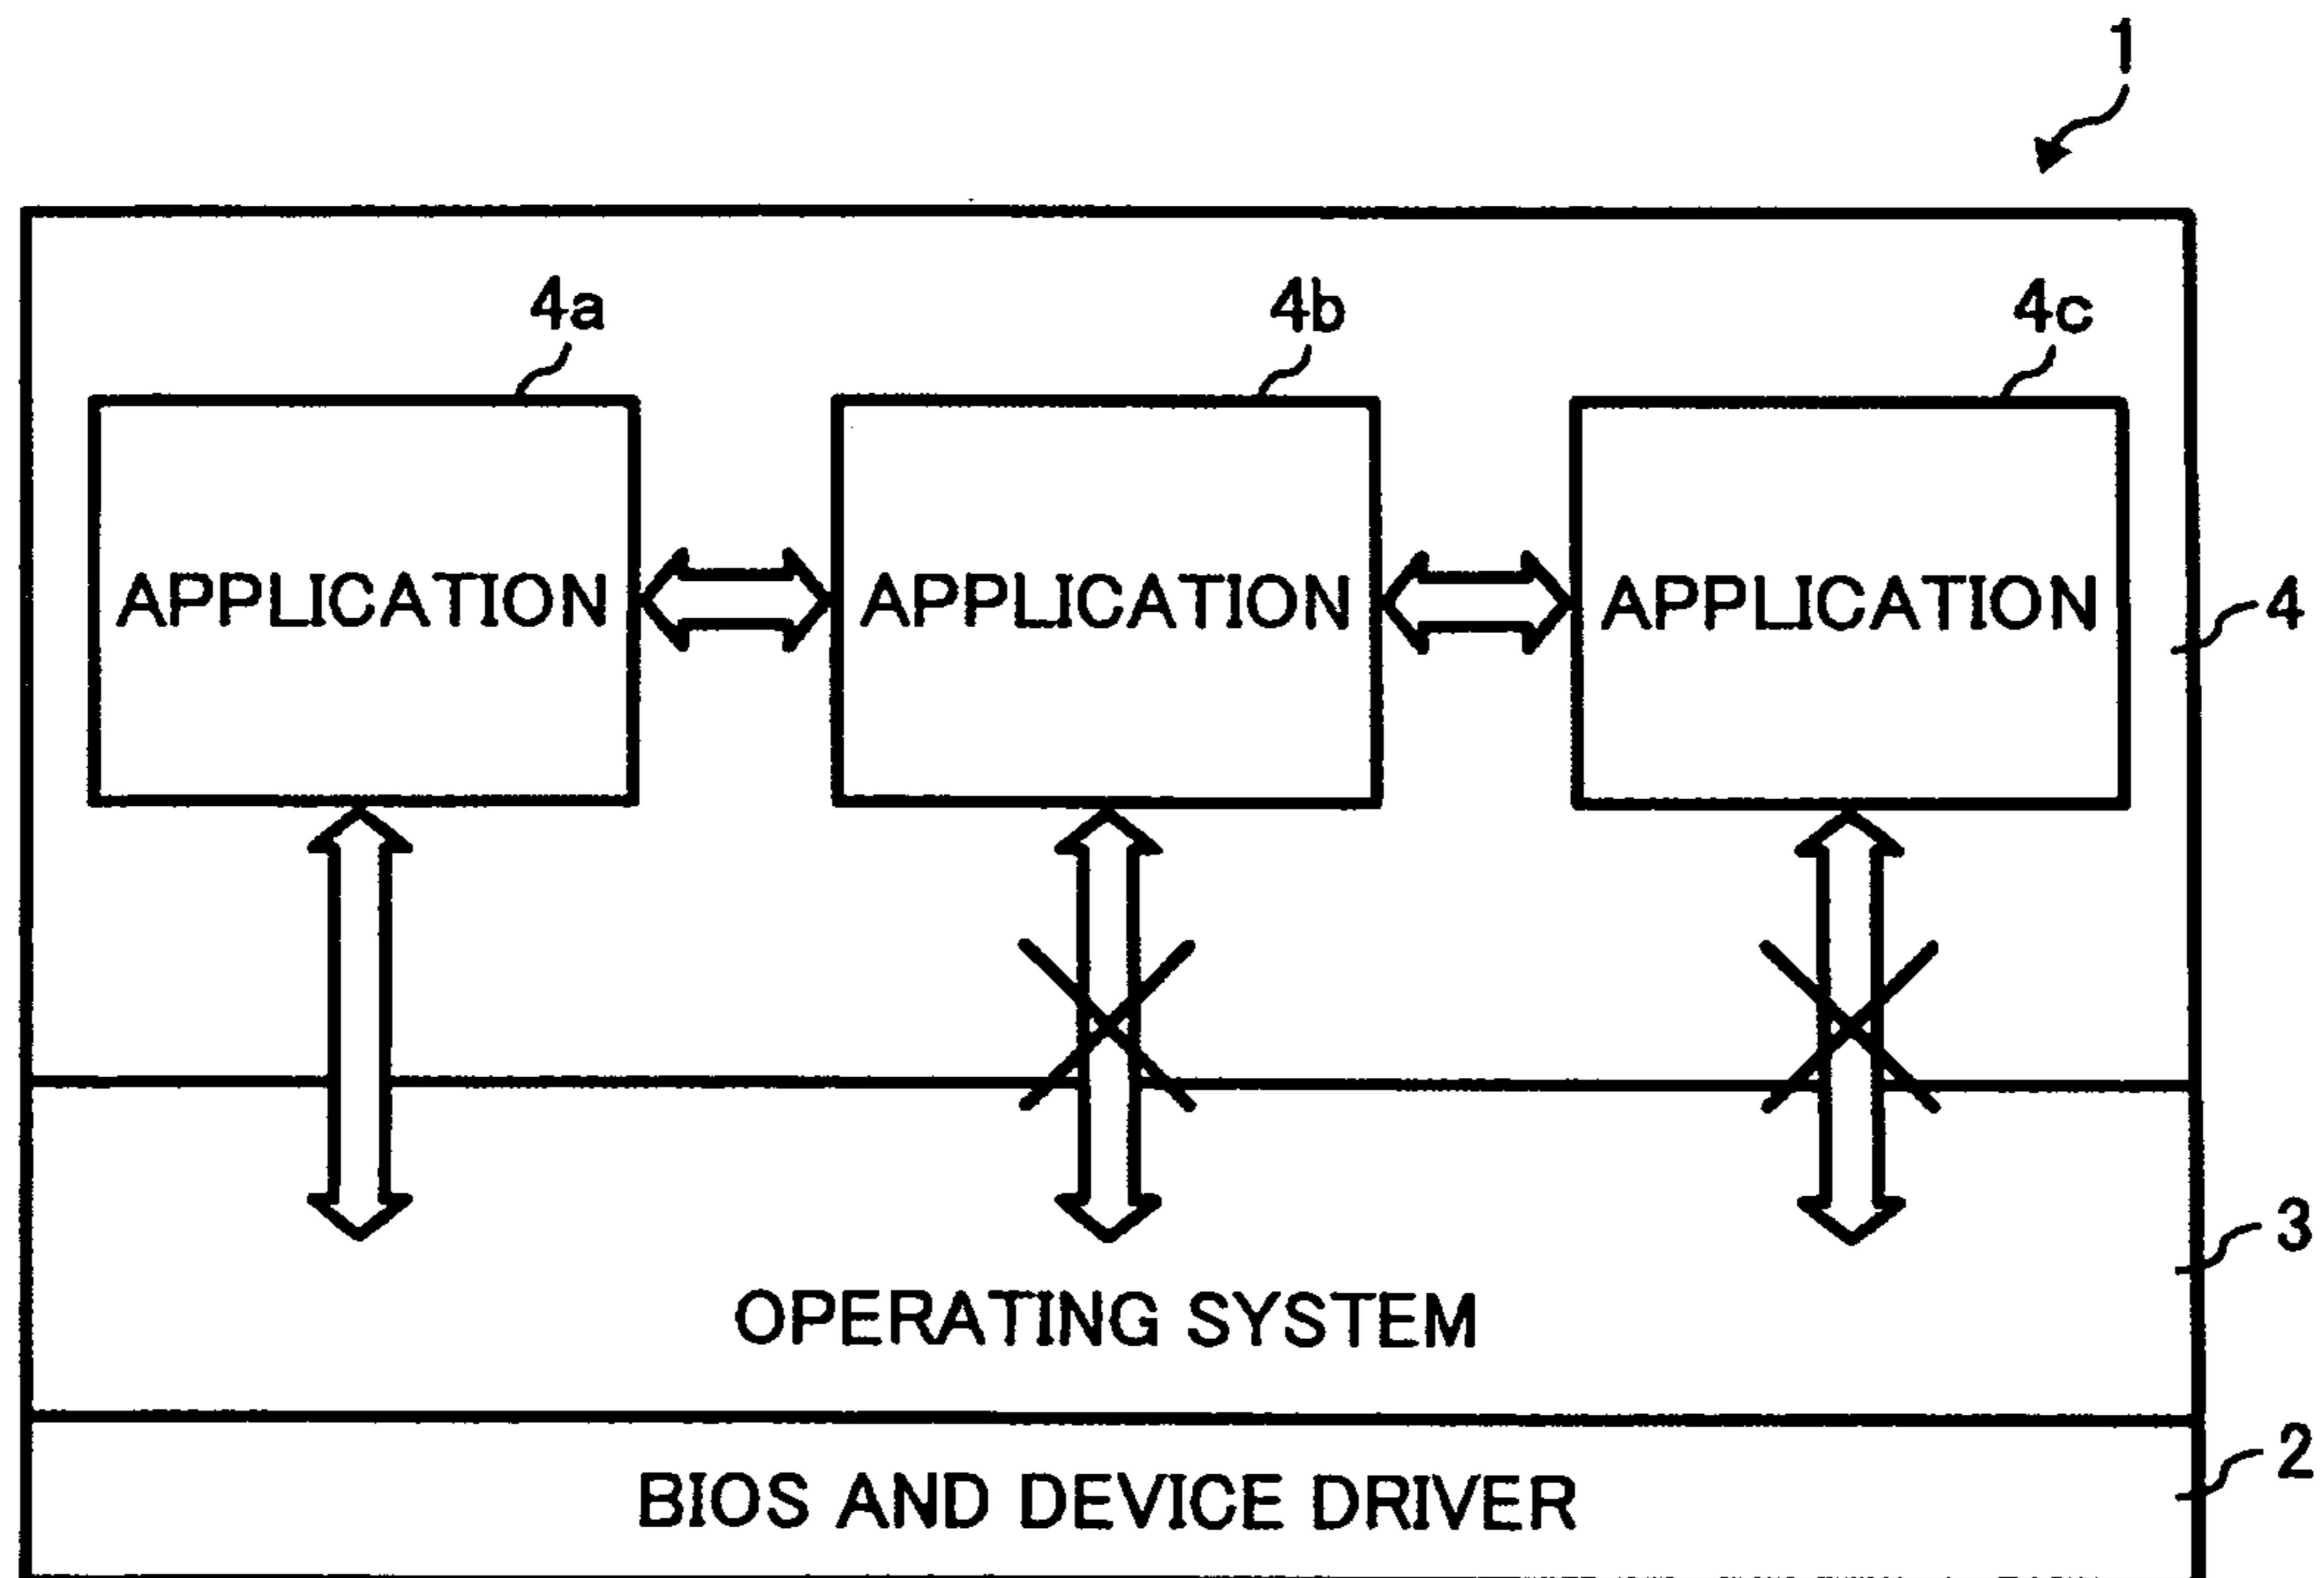 1
4a
4b
4c
APPLICATION
APPLICATION
APPLICATION
4
3
OPERATING SYSTEM
2
BIOS AND DEVICE DRIVER